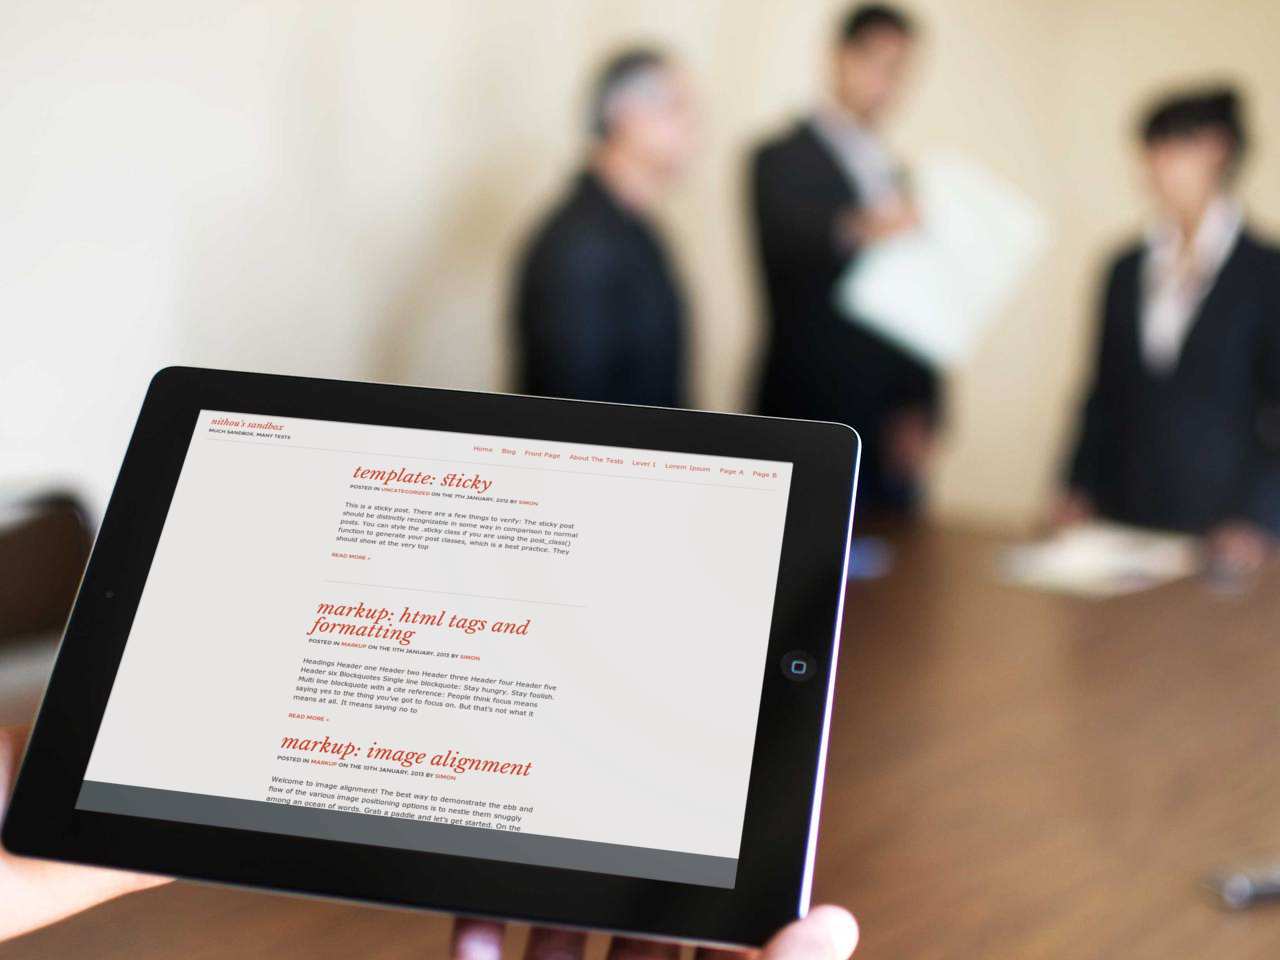 nithou's sandbox
MUCH SANDBOX, MANY TESTS
Home Blog Front Page About The Tests Level 1 Lorem Ipsum Page A Page B
template: sticky
POSTED IN UNCATEGORIZED ON THE 7TH JANUARY, 2012 BY SIMON
This is a sticky post. There are a few things to verify: The sticky post
should be distinctly recognizable in some way in comparison to normal
posts. You can style the .sticky class if you are using the post_class()
function to generate your post classes, which is a best practice. They
should show at the very top
READ MORE »
markup: html tags and
formatting
POSTED IN MARKUP ON THE 11TH JANUARY, 2013 BY SIMON
Headings Header one Header two Header three Header four Header five
Header six Blockquotes Single line blockquote: Stay hungry. Stay foolish.
Multi line blockquote with a cite reference: People think focus means
saying yes to the thing you've got to focus on. But that's not what it
means at all. It means saying no to
READ MORE »
markup: image alignment
POSTED IN MARKUP ON THE 10TH JANUARY, 2013 BY SIMON
Welcome to image alignment! The best way to demonstrate the ebb and
flow of the various image positioning options is to nestle them snuggly
among an ocean of words. Grab a paddle and let's get started. On the